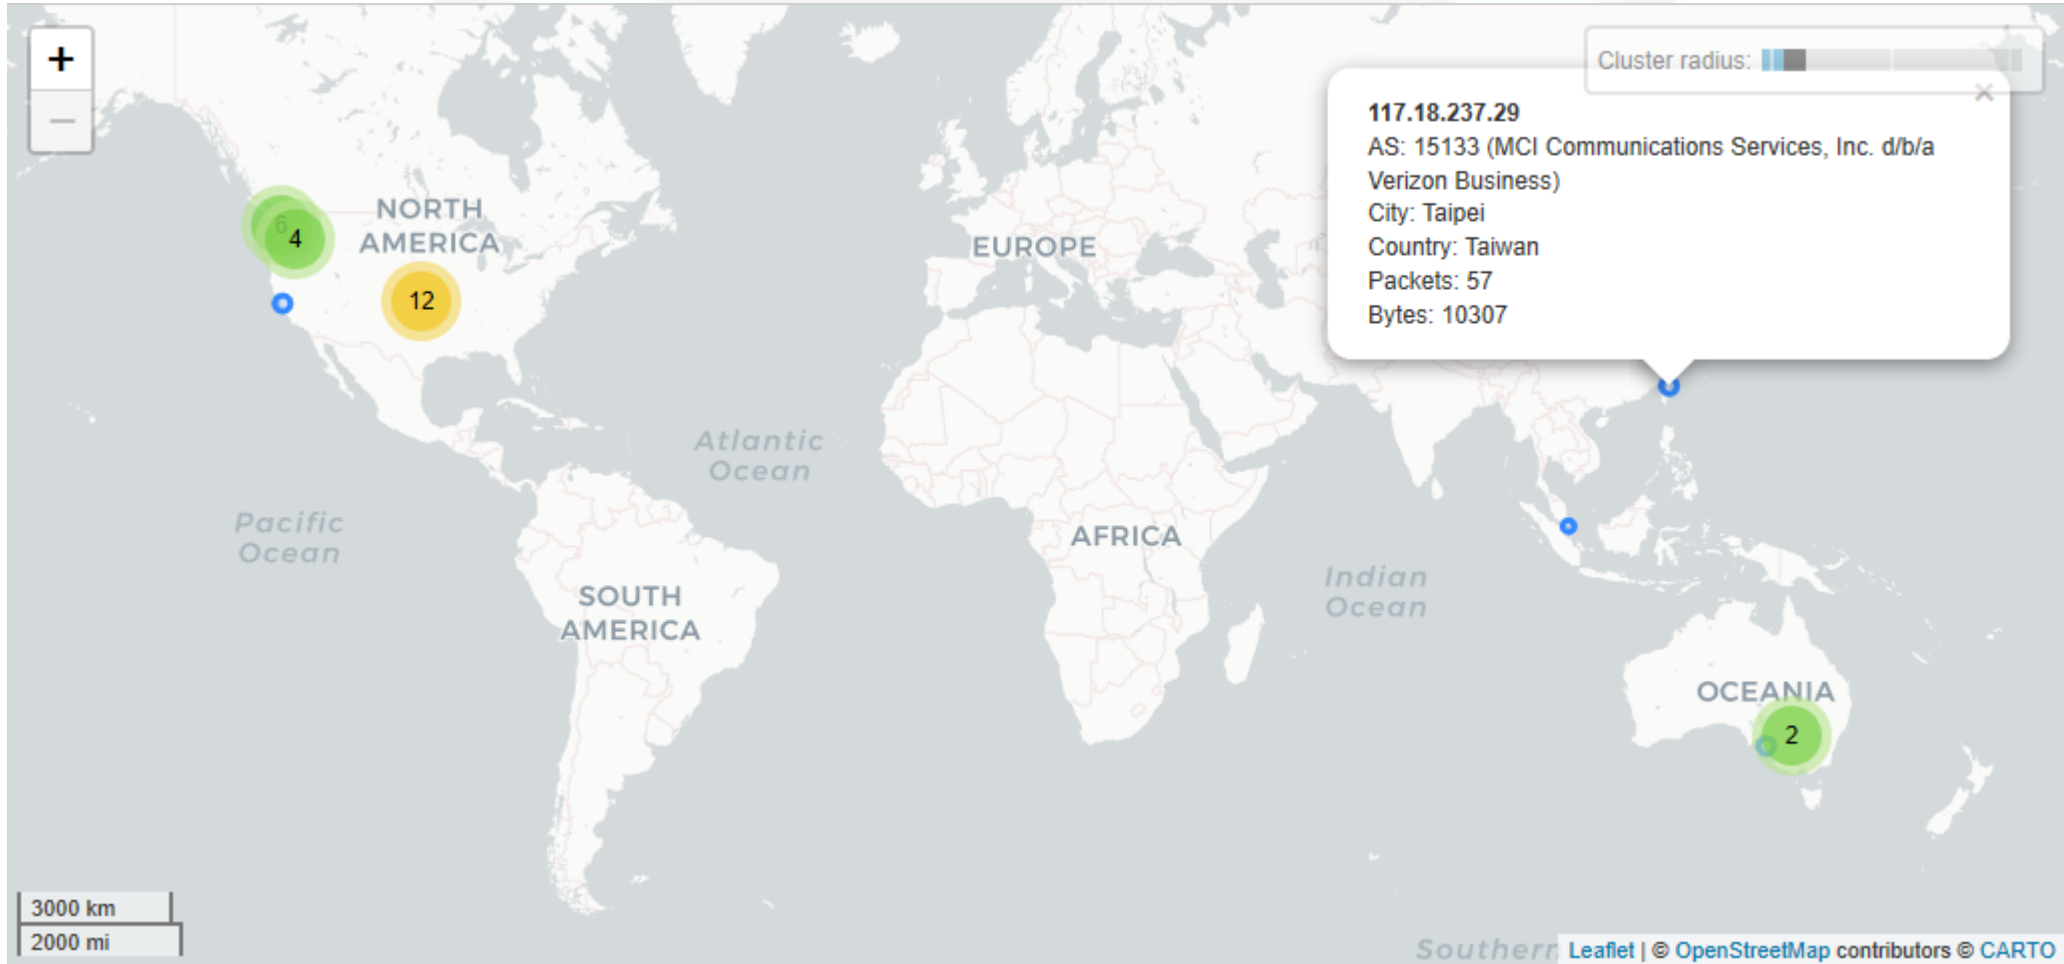 +
−
Cluster radius:
×
117.18.237.29
AS: 15133 (MCI Communications Services, Inc. d/b/a
Verizon Business)
City: Taipei
Country: Taiwan
Packets: 57
Bytes: 10307
NORTH
AMERICA
6
4
12
EUROPE
Atlantic
Ocean
Pacific
Ocean
AFRICA
SOUTH
AMERICA
Indian
Ocean
OCEANIA
2
3000 km
2000 mi
Southern
Leaflet | © OpenStreetMap contributors © CARTO